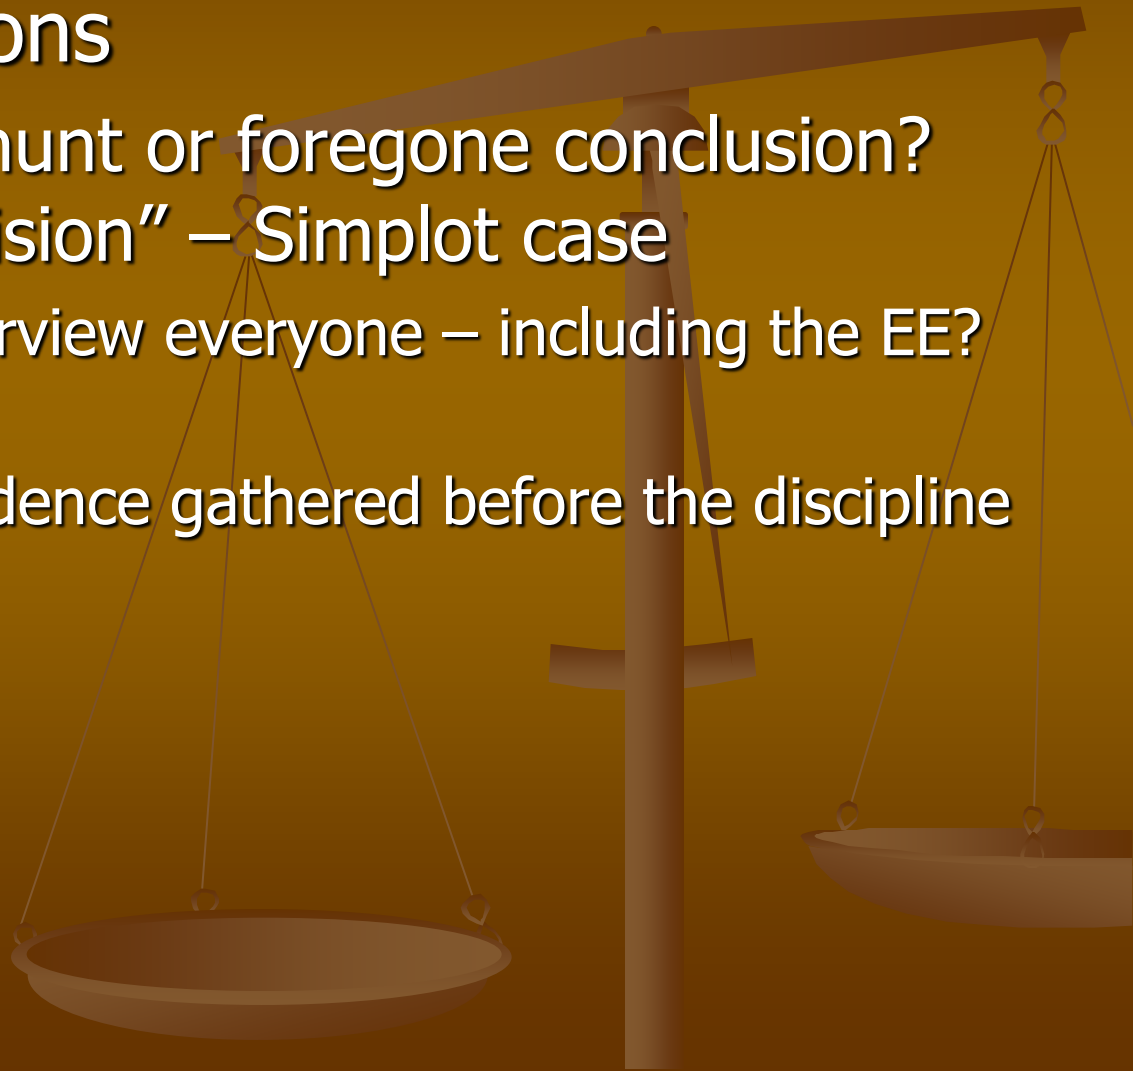 ons
hunt or foregone conclusion?
ision” – Simplot case
rview everyone – including the EE?
dence gathered before the discipline